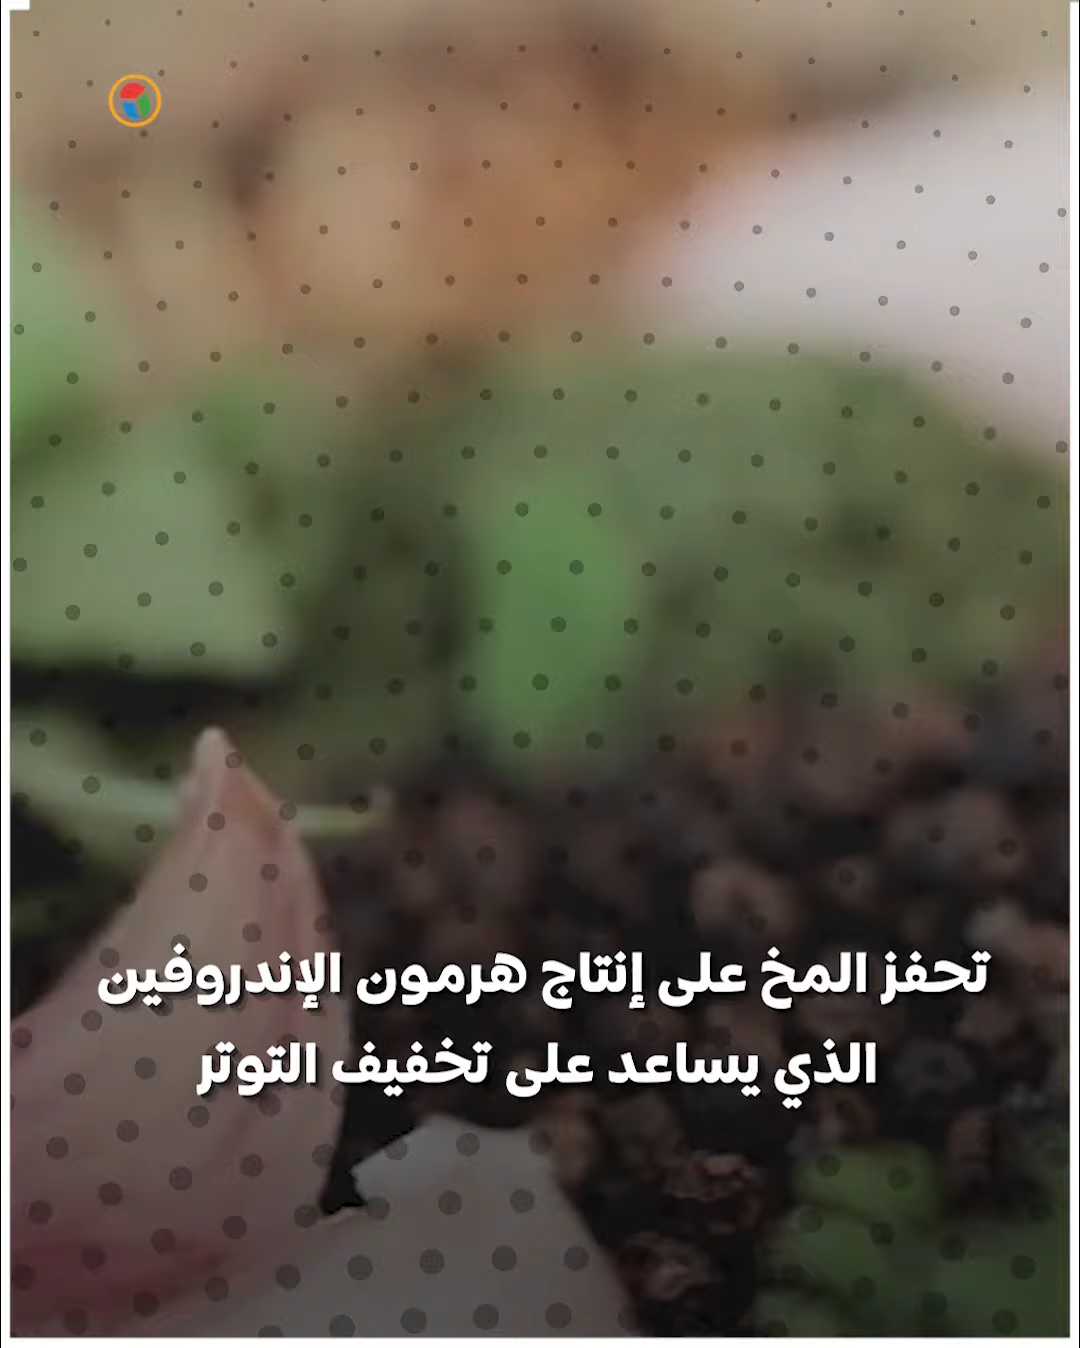 تحفز المخ على إنتاج هرمون الإندروفين
الذي يساعد على تخفيف التوتر